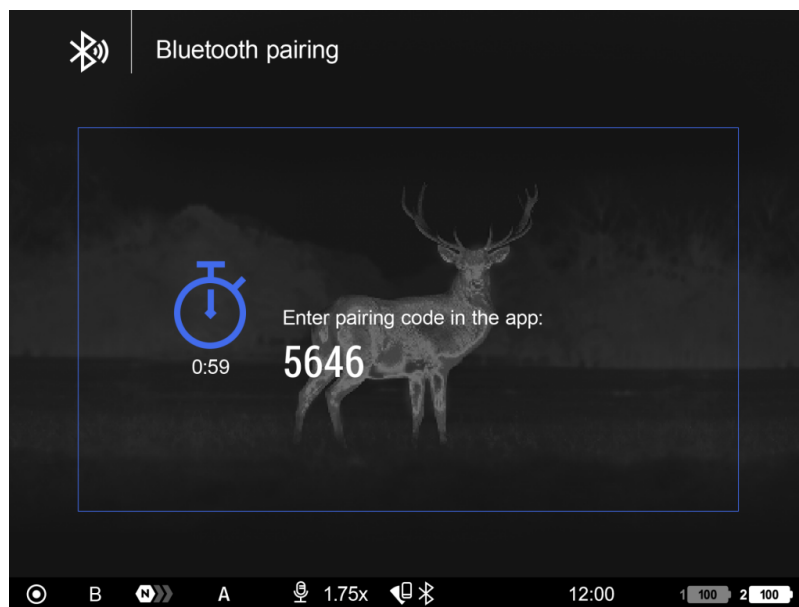 Bluetooth pairing
Enter pairing code in the app:
5646
0:59
B N A 1.75x 12:00 1 100 2 100